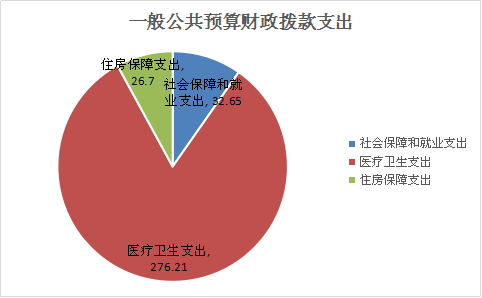 一般公共预算财政拨款支出
住房保障支出,
26.7
社会保障和就
业支出, 32.65
医疗卫生支出,
276.21
社会保障和就业支出
医疗卫生支出
住房保障支出